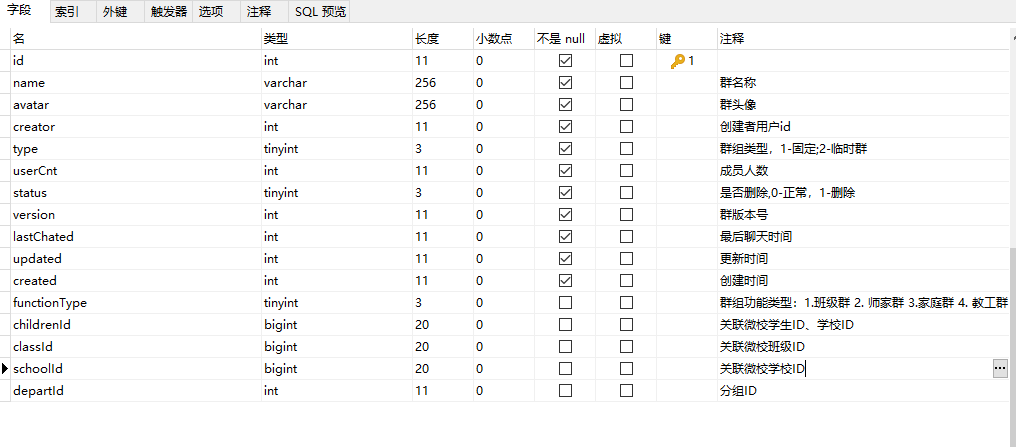 字段 索引 外键 触发器 选项 注释 SQL 预览
名 类型 长度 小数点 不是 null 虚拟 键 注释
id int 11 0 1
name varchar 256 0 群名称
avatar varchar 256 0 群头像
creator int 11 0 创建者用户id
type tinyint 3 0 群组类型，1-固定;2-临时群
userCnt int 11 0 成员人数
status tinyint 3 0 是否删除,0-正常，1-删除
version int 11 0 群版本号
lastChated int 11 0 最后聊天时间
updated int 11 0 更新时间
created int 11 0 创建时间
functionType tinyint 3 0 群组功能类型：1.班级群 2. 师家群 3.家庭群 4. 教工群
childrenId bigint 20 0 关联微校学生ID、学校ID
classId bigint 20 0 关联微校班级ID
schoolId bigint 20 0 关联微校学校ID
departId int 11 0 分组ID